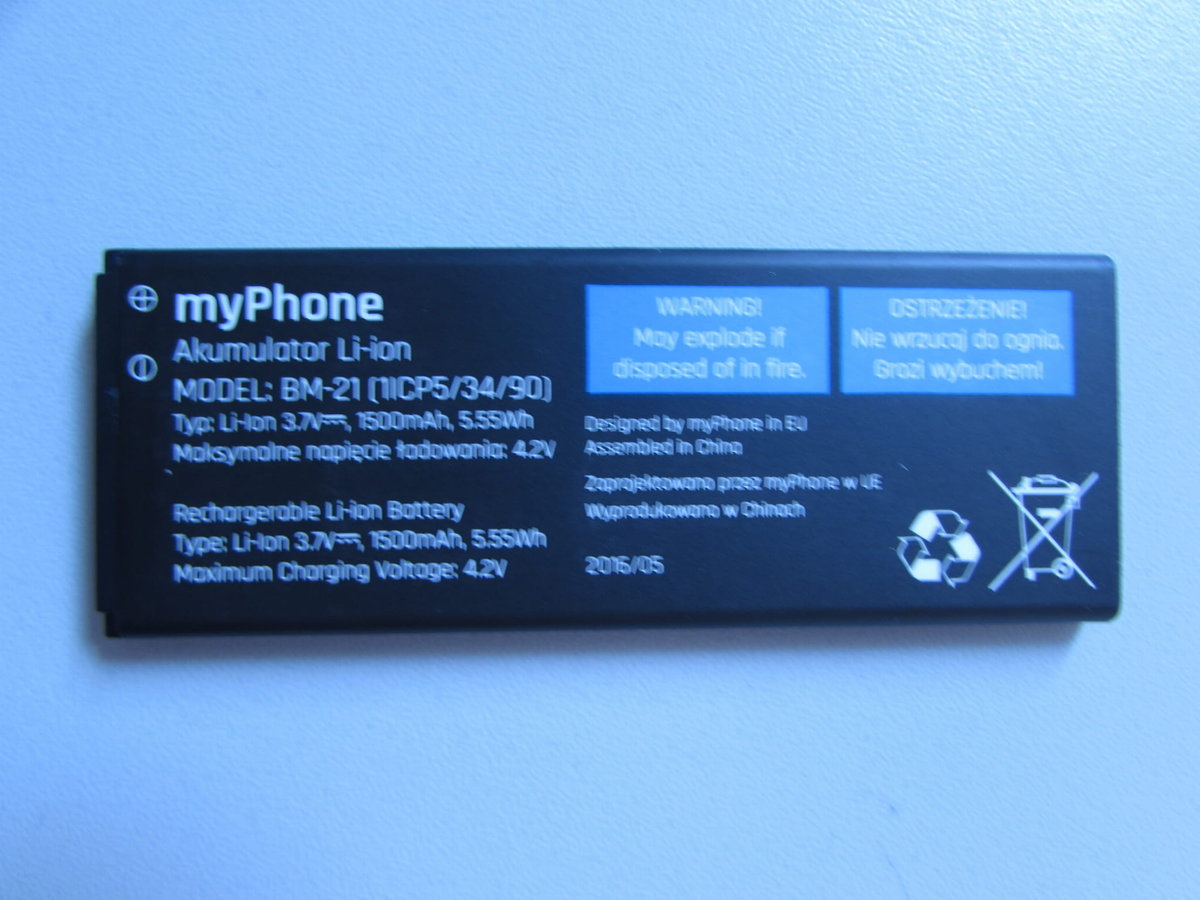 myPhone
Akumulator Li-ion
MODEL: BM-21 (1ICP5/34/90)
Typ: Li-Ion 3.7V⎓, 1500mAh, 5.55Wh
Maksymalne napięcie ładowania: 4.2V
Rechargerable Li-Ion Battery
Type: Li-Ion 3.7V⎓, 1500mAh, 5.55Wh
Maximum Charging Voltage: 4.2V
WARNING!
May explode if
disposed of in fire.
OSTRZEŻENIE!
Nie wrzucaj do ognia.
Grozi wybuchem!
Designed by myPhone in EU
Assembled in China
Zaprojektowano przez myPhone w UE
Wyprodukowano w Chinach
2016/05